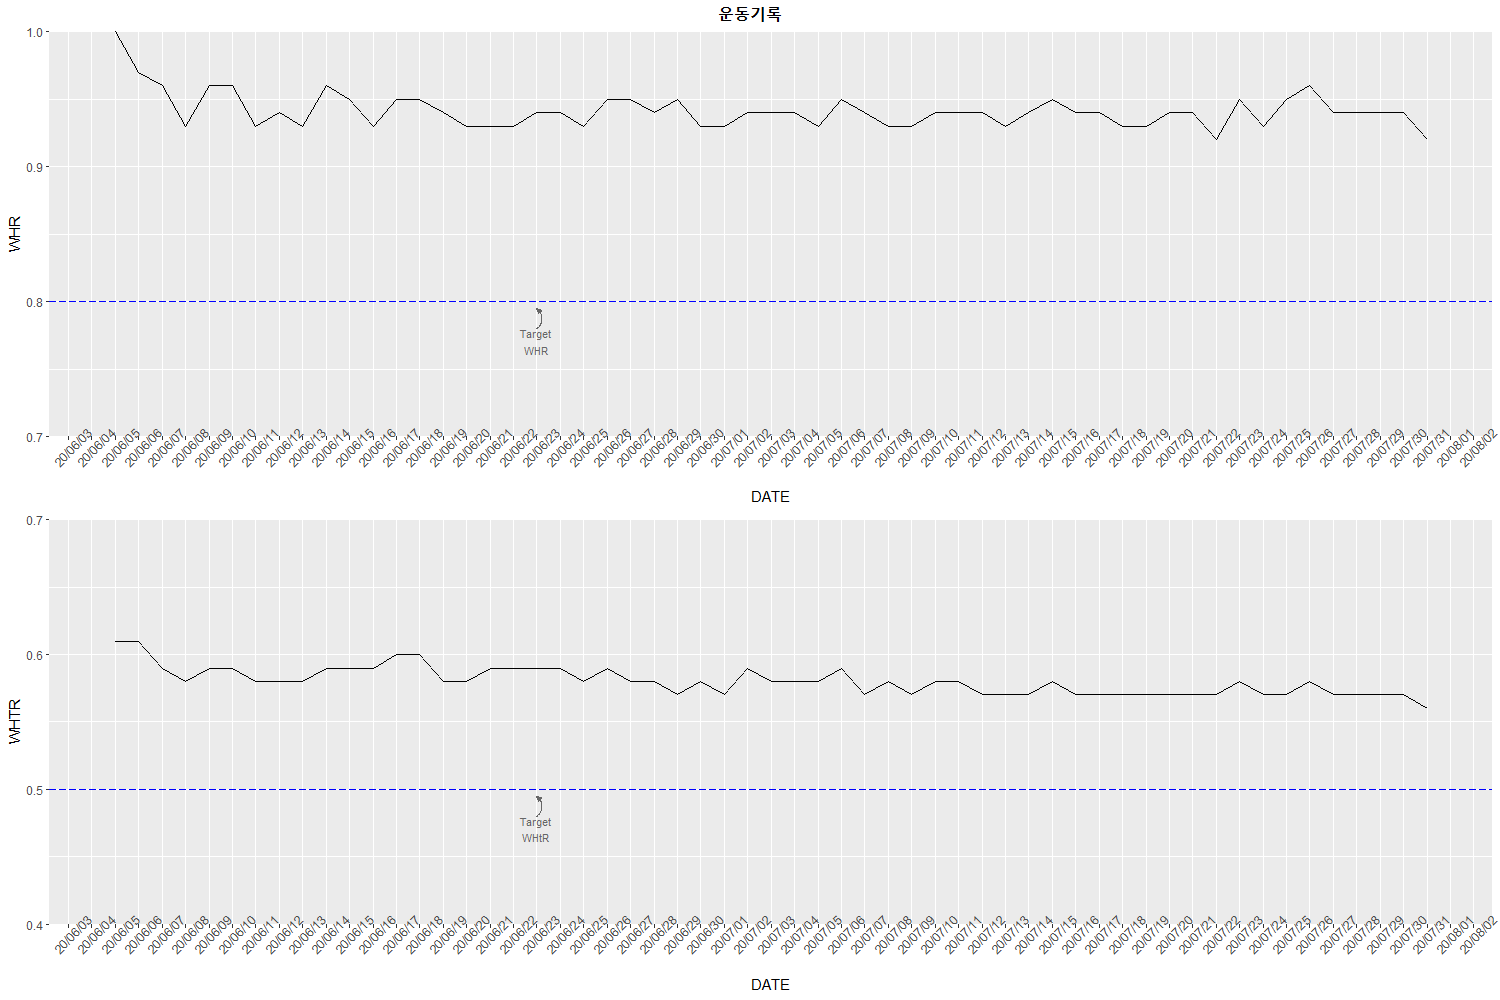 운동기록
1.0
0.9
WHR
0.8
Target
WHR
0.7
20/06/03 20/06/04 20/06/05 20/06/06 20/06/07 20/06/08 20/06/09 20/06/10 20/06/11 20/06/12 20/06/13 20/06/14 20/06/15 20/06/16 20/06/17 20/06/18 20/06/19 20/06/20 20/06/21 20/06/22 20/06/23 20/06/24 20/06/25 20/06/26 20/06/27 20/06/28 20/06/29 20/06/30 20/07/01 20/07/02 20/07/03 20/07/04 20/07/05 20/07/06 20/07/07 20/07/08 20/07/09 20/07/10 20/07/11 20/07/12 20/07/13 20/07/14 20/07/15 20/07/16 20/07/17 20/07/18 20/07/19 20/07/20 20/07/21 20/07/22 20/07/23 20/07/24 20/07/25 20/07/26 20/07/27 20/07/28 20/07/29 20/07/30 20/07/31 20/08/01 20/08/02
DATE
0.7
0.6
WHTR
0.5
Target
WHtR
0.4
20/06/03 20/06/04 20/06/05 20/06/06 20/06/07 20/06/08 20/06/09 20/06/10 20/06/11 20/06/12 20/06/13 20/06/14 20/06/15 20/06/16 20/06/17 20/06/18 20/06/19 20/06/20 20/06/21 20/06/22 20/06/23 20/06/24 20/06/25 20/06/26 20/06/27 20/06/28 20/06/29 20/06/30 20/07/01 20/07/02 20/07/03 20/07/04 20/07/05 20/07/06 20/07/07 20/07/08 20/07/09 20/07/10 20/07/11 20/07/12 20/07/13 20/07/14 20/07/15 20/07/16 20/07/17 20/07/18 20/07/19 20/07/20 20/07/21 20/07/22 20/07/23 20/07/24 20/07/25 20/07/26 20/07/27 20/07/28 20/07/29 20/07/30 20/07/31 20/08/01 20/08/02
DATE